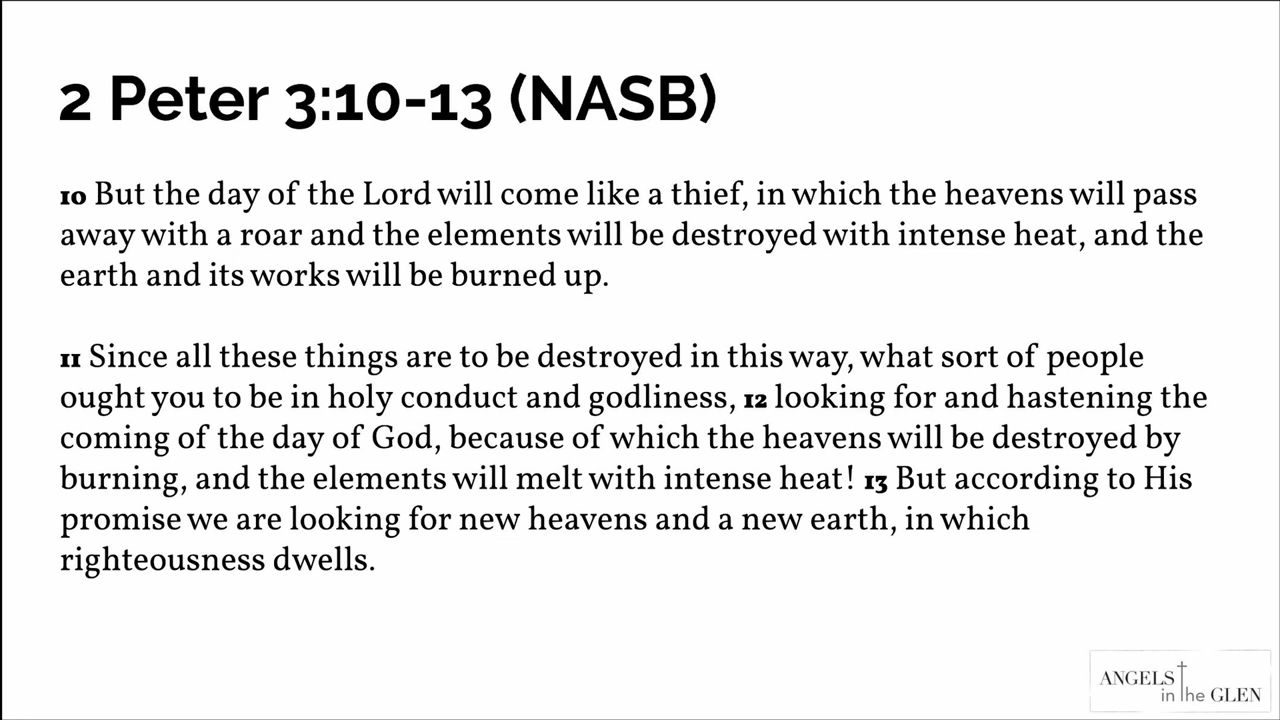 2 Peter 3:10-13 (NASB)
10 But the day of the Lord will come like a thief, in which the heavens will pass
away with a roar and the elements will be destroyed with intense heat, and the
earth and its works will be burned up.
11 Since all these things are to be destroyed in this way, what sort of people
ought you to be in holy conduct and godliness, 12 looking for and hastening the
coming of the day of God, because of which the heavens will be destroyed by
burning, and the elements will melt with intense heat! 13 But according to His
promise we are looking for new heavens and a new earth, in which
righteousness dwells.
ANGELS
in the GLEN